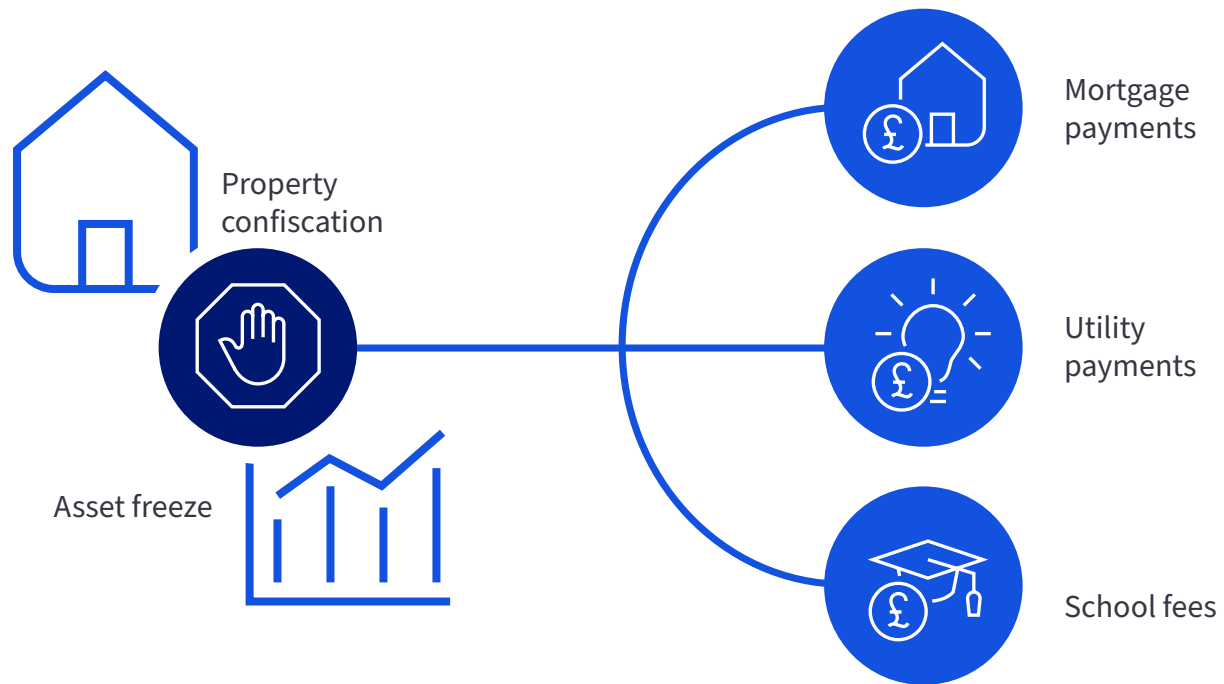 Property
confiscation
Asset freeze
Mortgage
payments
£
Utility
payments
£
School fees
£